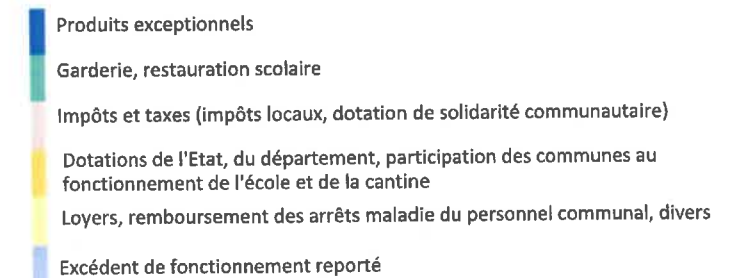 Produits exceptionnels
Garderie, restauration scolaire
Impôts et taxes (impôts locaux, dotation de solidarité communautaire)
Dotations de l'Etat, du département, participation des communes au
fonctionnement de l'école et de la cantine
Loyers, remboursement des arrêts maladie du personnel communal, divers
Excédent de fonctionnement reporté